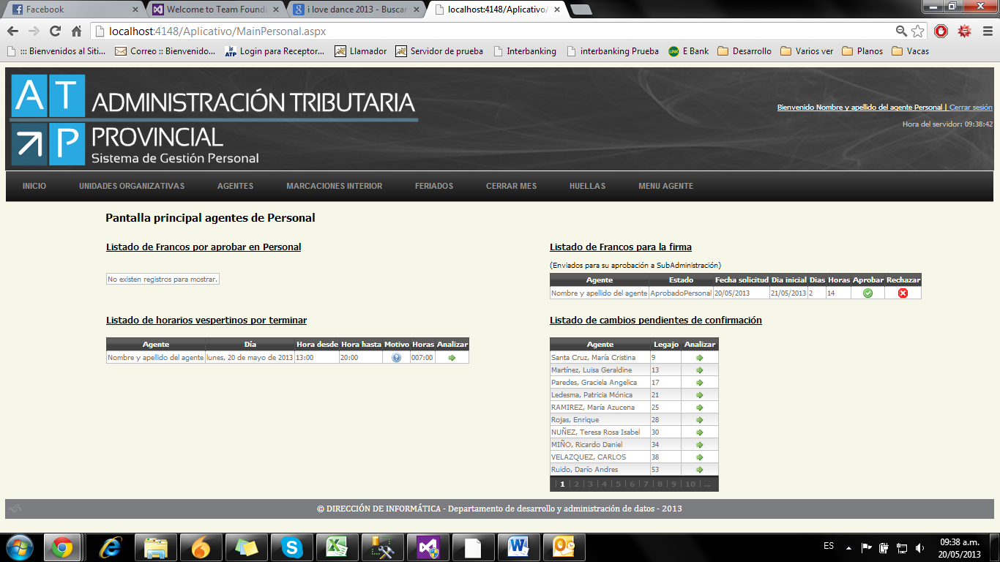 Facebook
Welcome to Team Founda
i love dance 2013 - Buscar
localhost:4148/Aplicativo/
localhost:4148/Aplicativo/MainPersonal.aspx
::: Bienvenidos al Siti...
Correo :: Bienvenido...
ATP Login para Receptor...
Llamador
Servidor de prueba
Interbanking
interbanking Prueba
LINK E Bank
Desarrollo
Varios ver
Planos
Vacas
AT ADMINISTRACIÓN TRIBUTARIA
P PROVINCIAL
Sistema de Gestión Personal
Bienvenido Nombre y apellido del agente Personal | Cerrar sesión
Hora del servidor: 09:38:42
INICIO UNIDADES ORGANIZATIVAS AGENTES MARCACIONES INTERIOR FERIADOS CERRAR MES HUELLAS MENU AGENTE
Pantalla principal agentes de Personal
Listado de Francos por aprobar en Personal
No existen registros para mostrar.
Listado de Francos para la firma
(Enviados para su aprobación a SubAdministración)
Agente Estado Fecha solicitud Dia inicial Dias Horas Aprobar Rechazar
Nombre y apellido del agente AprobadoPersonal 20/05/2013 21/05/2013 2 14
Listado de horarios vespertinos por terminar
Agente Día Hora desde Hora hasta Motivo Horas Analizar
Nombre y apellido del agente lunes, 20 de mayo de 2013 13:00 20:00 007:00
Listado de cambios pendientes de confirmación
Agente Legajo Analizar
Santa Cruz, María Cristina 9
Martínez, Luisa Geraldine 13
Paredes, Graciela Angelica 17
Ledesma, Patricia Mónica 21
RAMIREZ, María Azucena 25
Rojas, Enrique 28
NUÑEZ, Teresa Rosa Isabel 30
MIÑO, Ricardo Daniel 34
VELAZQUEZ, CARLOS 38
Ruido, Darío Andres 53
| 1 | 2 | 3 | 4 | 5 | 6 | 7 | 8 | 9 | 10 | ...
© DIRECCIÓN DE INFORMÁTICA - Departamento de desarrollo y administración de datos - 2013
ES
09:38 a.m.
20/05/2013